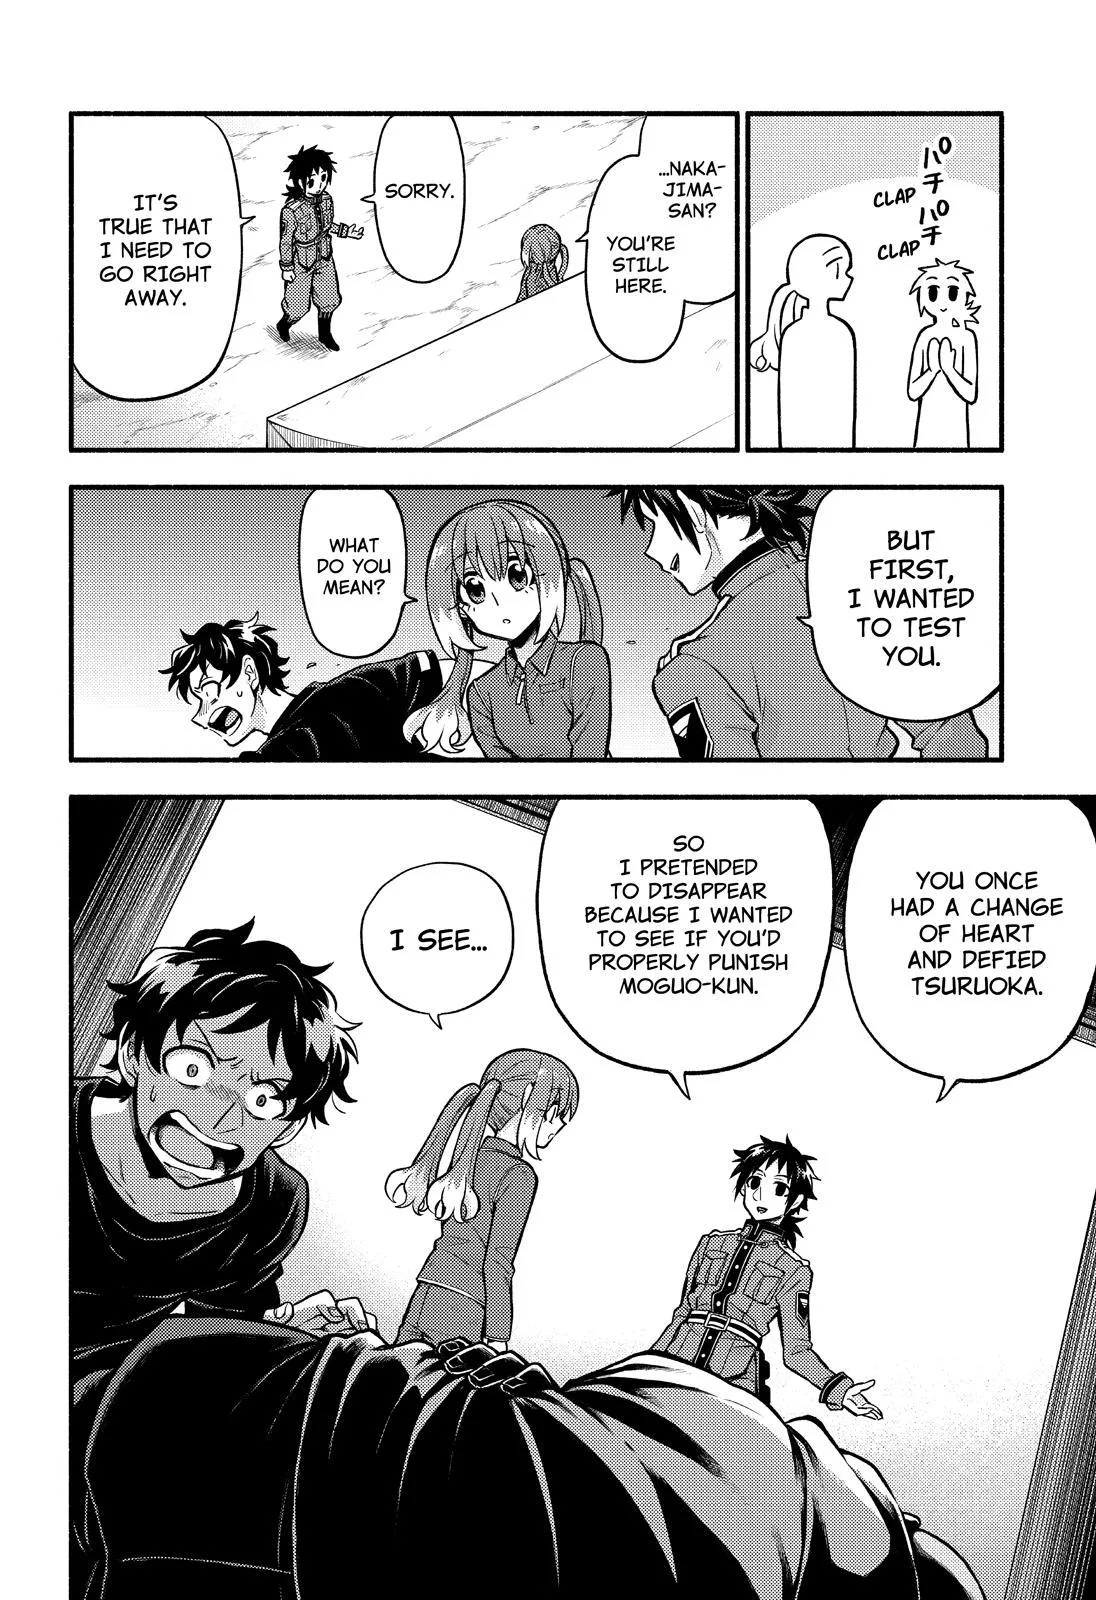 パチ
パチ
CLAP
CLAP
...NAKA-
JIMA-
SAN?
YOU'RE
STILL
HERE.
SORRY.
IT'S
TRUE THAT
I NEED TO
GO RIGHT
AWAY.
BUT
FIRST,
I WANTED
TO TEST
YOU.
WHAT
DO YOU
MEAN?
YOU ONCE
HAD A CHANGE
OF HEART
AND DEFIED
TSURUOKA.
SO
I PRETENDED
TO DISAPPEAR
BECAUSE I WANTED
TO SEE IF YOU'D
PROPERLY PUNISH
MOGUO-KUN.
I SEE...